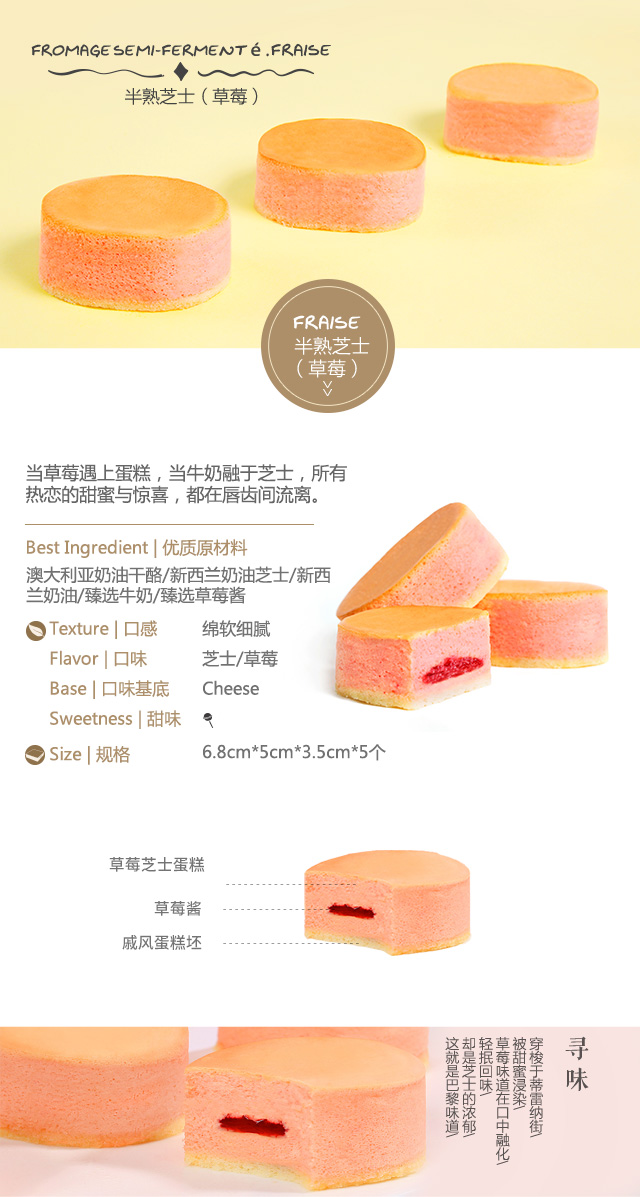 FROMAGE SEMI-FERMENTé.FRAISE
半熟芝士（草莓）
FRAISE
半熟芝士
（草莓）
当草莓遇上蛋糕，当牛奶融于芝士，所有
热恋的甜蜜与惊喜，都在唇齿间流离。
Best Ingredient | 优质原材料
澳大利亚奶油干酪/新西兰奶油芝士/新西
兰奶油/臻选牛奶/臻选草莓酱
Texture | 口感 绵软细腻
Flavor | 口味 芝士/草莓
Base | 口味基底 Cheese
Sweetness | 甜味
Size | 规格 6.8cm*5cm*3.5cm*5个
草莓芝士蛋糕
草莓酱
戚风蛋糕坯
寻味
穿梭于蒂雷纳街\
被甜蜜浸染\
草莓味道在口中融化\
轻抿回味\
却是芝士的浓郁\
这就是巴黎味道\